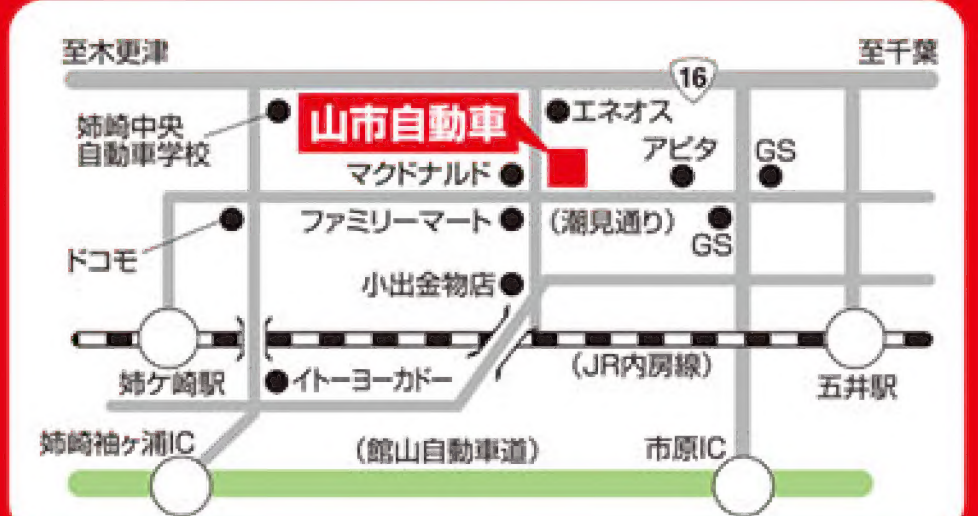 至木更津
至千葉
16
姉崎中央
自動車学校
山市自動車
エネオス
アピタ
GS
マクドナルド
ファミリーマート
(潮見通り)
GS
ドコモ
小出金物店
(JR内房線)
姉ケ崎駅
イトーヨーカドー
五井駅
姉崎袖ヶ浦IC
(館山自動車道)
市原IC